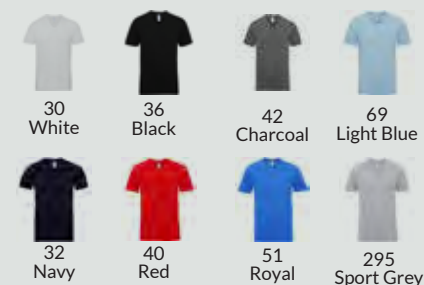 30
White
36
Black
42
Charcoal
69
Light Blue
32
Navy
40
Red
51
Royal
295
Sport Grey